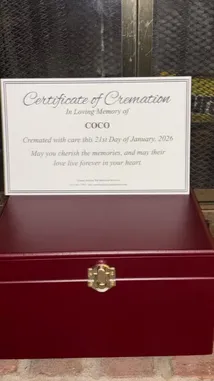 Certificate of Cremation
In Loving Memory of
COCO
Cremated with care this 21st Day of January, 2026
May you cherish the memories, and may their
love live forever in your heart.